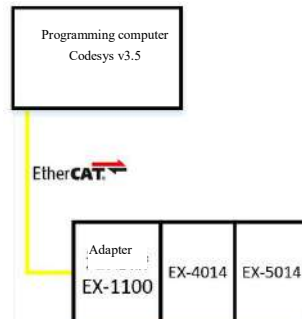 Programming computer
Codesys v3.5
EtherCAT
Adapter
EX-1100
EX-4014
EX-5014